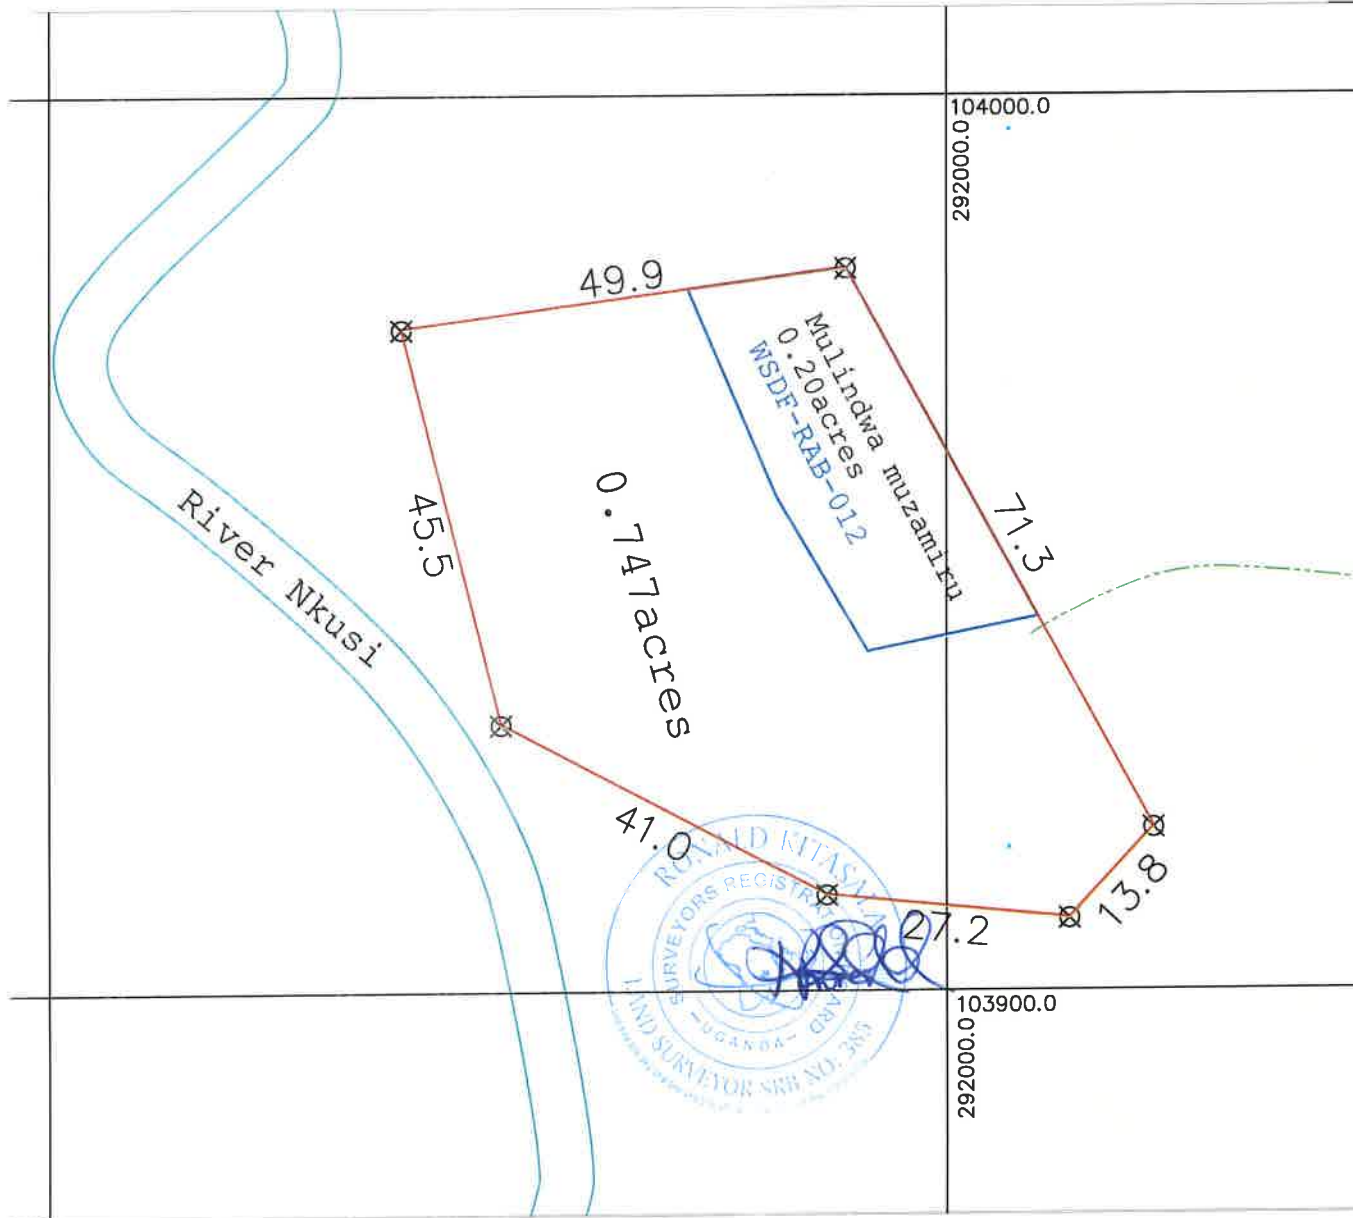 104000.0
292000.0
49.9
Mulindwa muzamiru
0.20acres
WSDF-RAB-012
71.3
45.5
0.747acres
River Nkusi
41.0
27.2
13.8
RONALD KITASALA
SURVEYORS REGISTRATION BOARD
-UGANDA-
LAND SURVEYOR SRB NO: 385
103900.0
292000.0